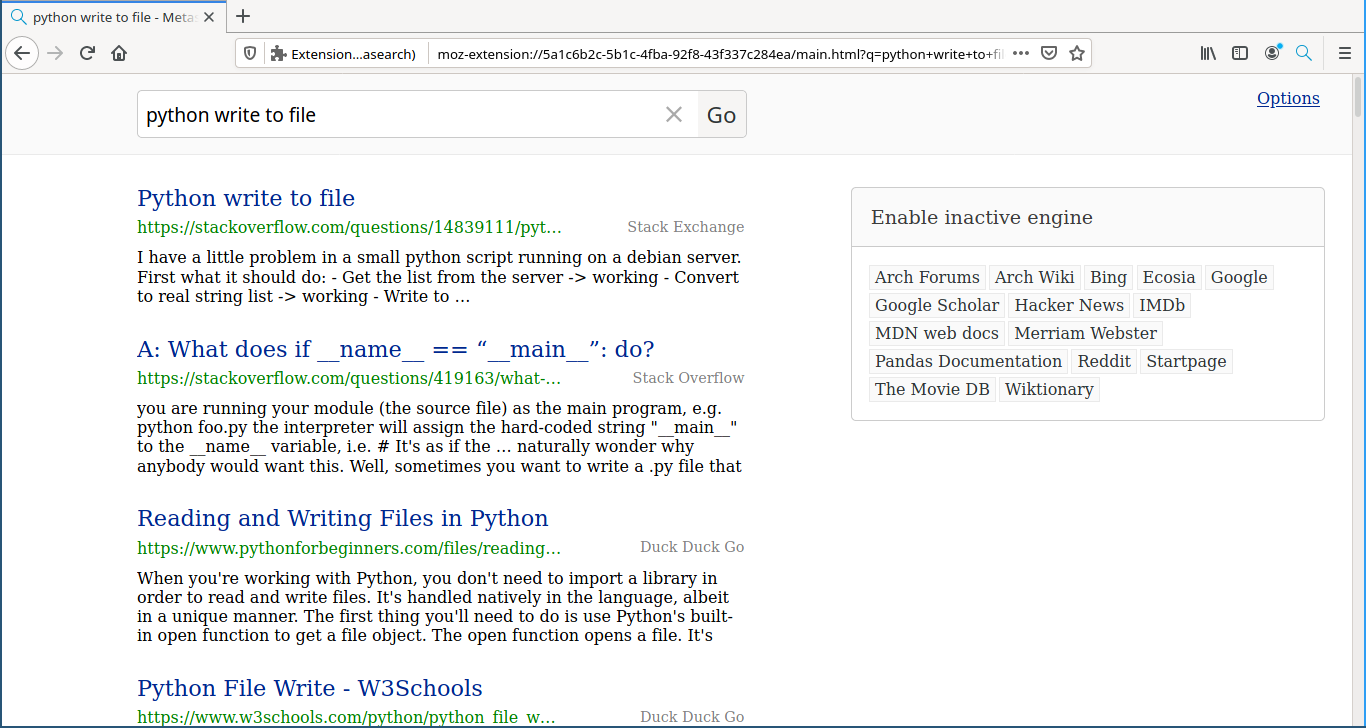 python write to file - Metas
Extension...asearch)
moz-extension://5a1c6b2c-5b1c-4fba-92f8-43f337c284ea/main.html?q=python+write+to+fi
python write to file
Go
Options
Python write to file
https://stackoverflow.com/questions/14839111/pyt…
Stack Exchange
I have a little problem in a small python script running on a debian server.
First what it should do: - Get the list from the server -> working - Convert
to real string list -> working - Write to …
A: What does if __name__ == “__main__”: do?
https://stackoverflow.com/questions/419163/what-…
Stack Overflow
you are running your module (the source file) as the main program, e.g.
python foo.py the interpreter will assign the hard-coded string "__main__"
to the __name__ variable, i.e. # It's as if the … naturally wonder why
anybody would want this. Well, sometimes you want to write a .py file that
Reading and Writing Files in Python
https://www.pythonforbeginners.com/files/reading…
Duck Duck Go
When you're working with Python, you don't need to import a library in
order to read and write files. It's handled natively in the language, albeit
in a unique manner. The first thing you'll need to do is use Python's built-
in open function to get a file object. The open function opens a file. It's
Python File Write - W3Schools
https://www.w3schools.com/python/python_file_w…
Duck Duck Go
Enable inactive engine
Arch Forums Arch Wiki Bing Ecosia Google
Google Scholar Hacker News IMDb
MDN web docs Merriam Webster
Pandas Documentation Reddit Startpage
The Movie DB Wiktionary